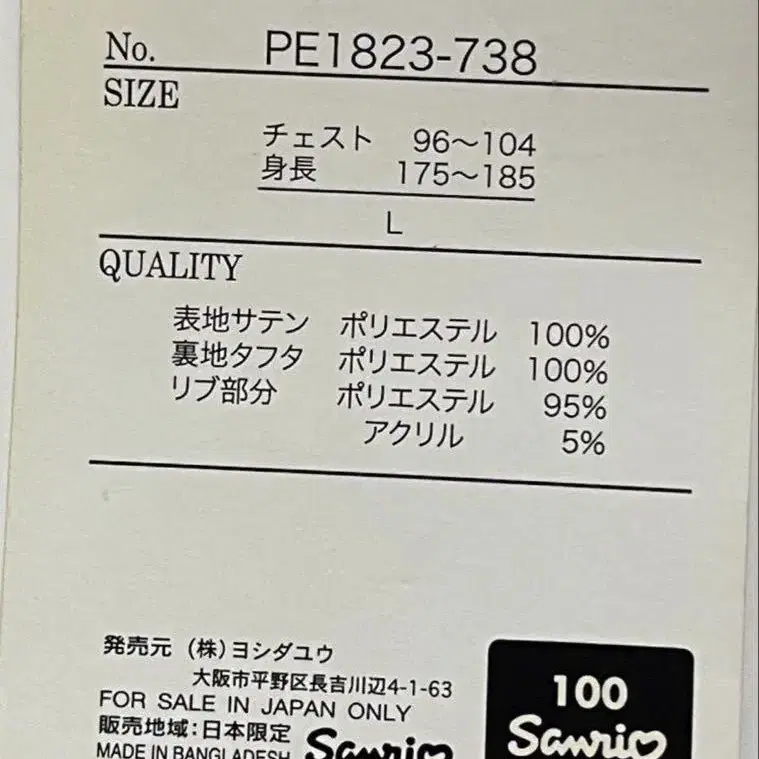 No. PE1823-738
SIZE
チェスト 96〜104
身長 175〜185
L
QUALITY
表地サテン ポリエステル 100%
裏地タフタ ポリエステル 100%
リブ部分 ポリエステル 95%
アクリル 5%
発売元 (株)ヨシダユウ
大阪市平野区長吉川辺4-1-63
FOR SALE IN JAPAN ONLY
販売地域:日本限定
MADE IN BANGLADESH
Sanrio
100
Sanrio